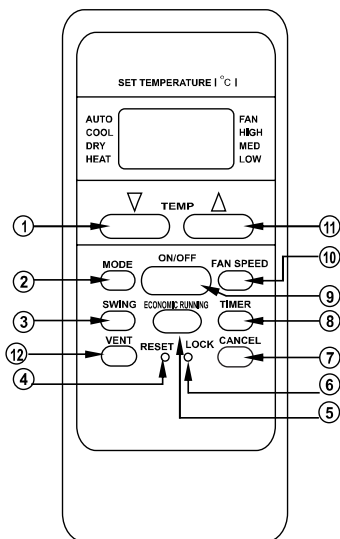 SET TEMPERATURE ( °C )
AUTO
COOL
DRY
HEAT
FAN
HIGH
MED
LOW
▽ TEMP △
1
11
ON/OFF
MODE
FAN SPEED
10
2
9
SWING
ECONOMIC RUNNING
TIMER
3
8
VENT
RESET
LOCK
CANCEL
12
7
4
6
5